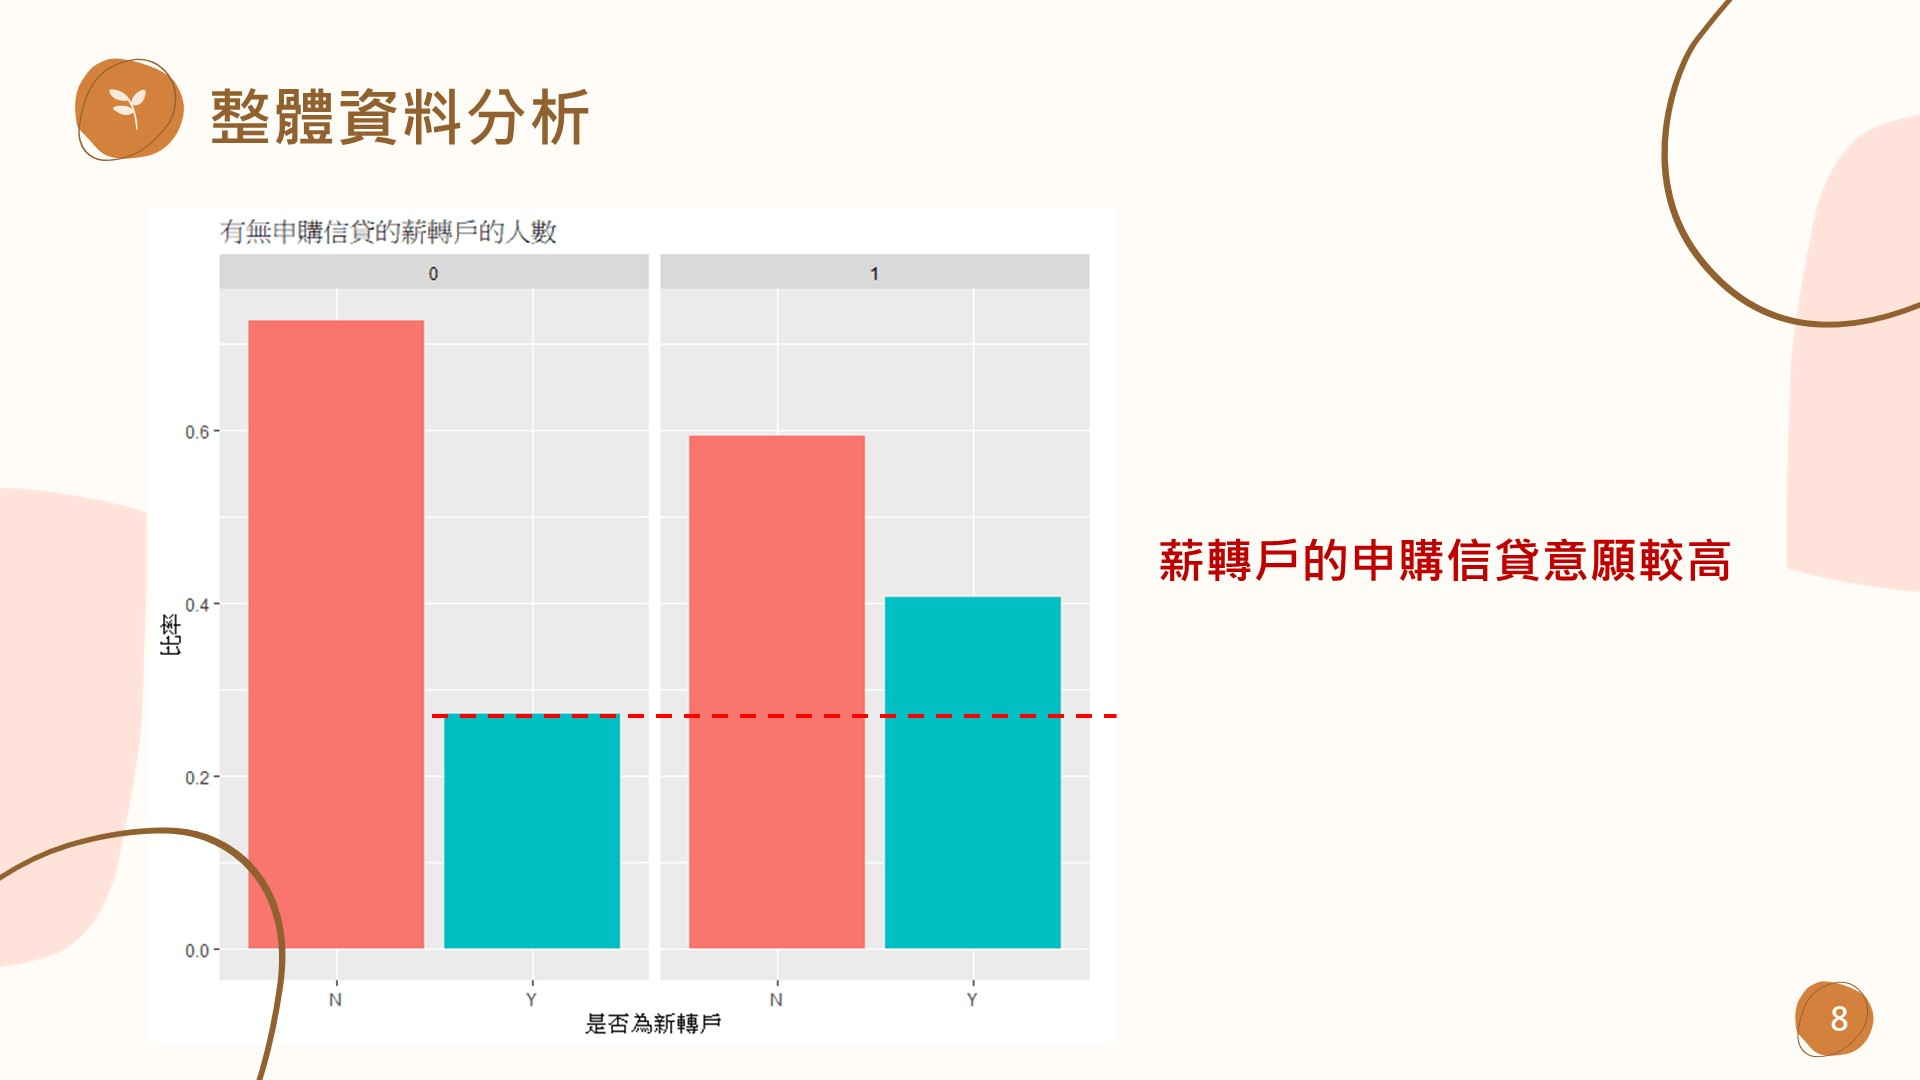 整體資料分析
有無申購信貸的薪轉戶的人數
0
1
0.6
0.4
0.2
0.0
比率
N
Y
N
Y
是否為新轉戶
薪轉戶的申購信貸意願較高
8